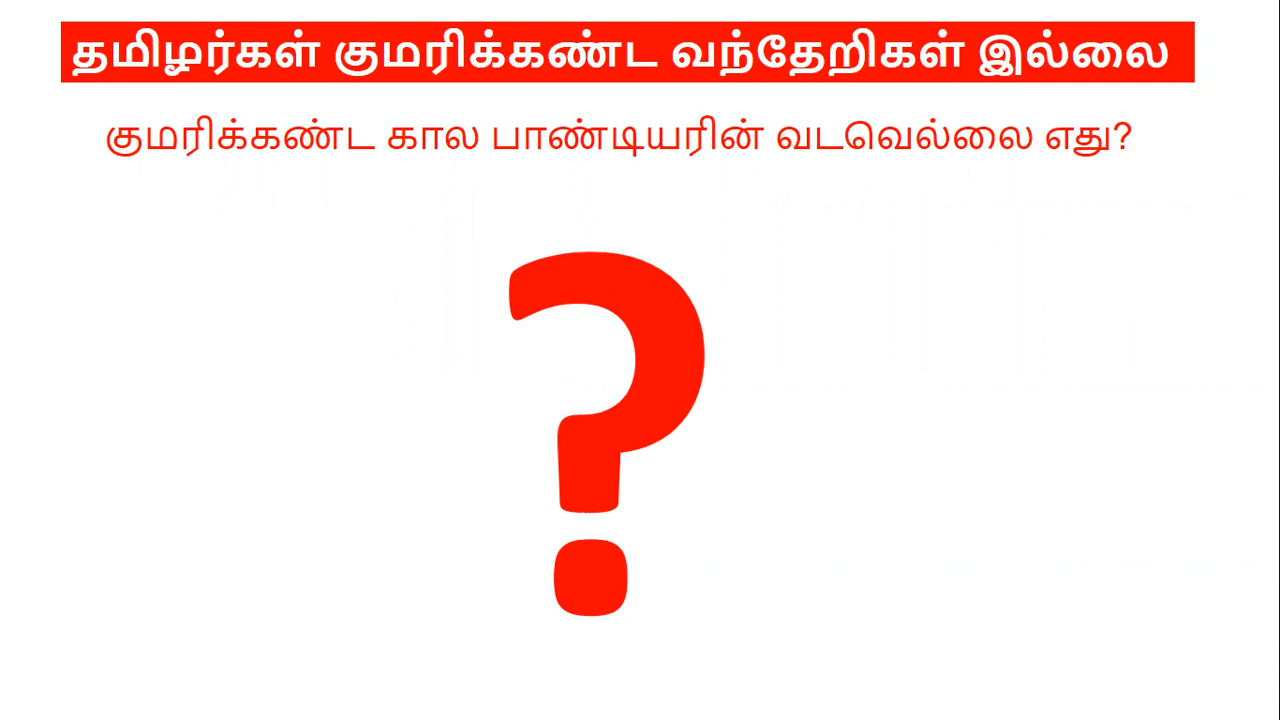 தமிழர்கள் குமரிக்கண்ட வந்தேறிகள் இல்லை
குமரிக்கண்ட கால பாண்டியரின் வடவெல்லை எது?
?